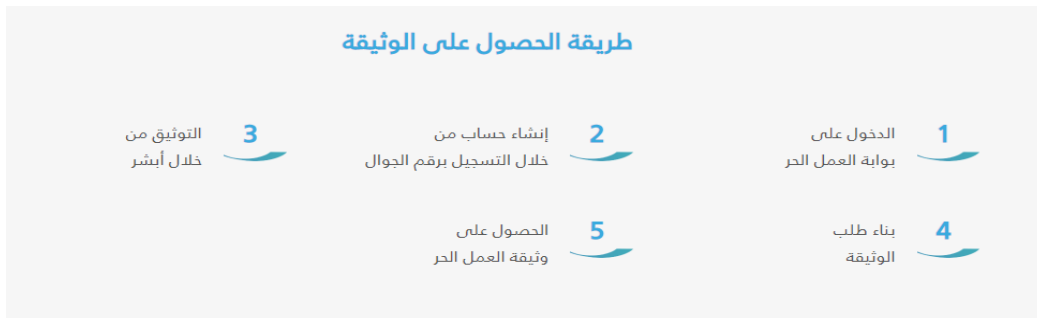 طريقة الحصول على الوثيقة
1
الدخول على
بوابة العمل الحر
2
إنشاء حساب من
خلال التسجيل برقم الجوال
3
التوثيق من
خلال أبشر
4
بناء طلب
الوثيقة
5
الحصول على
وثيقة العمل الحر